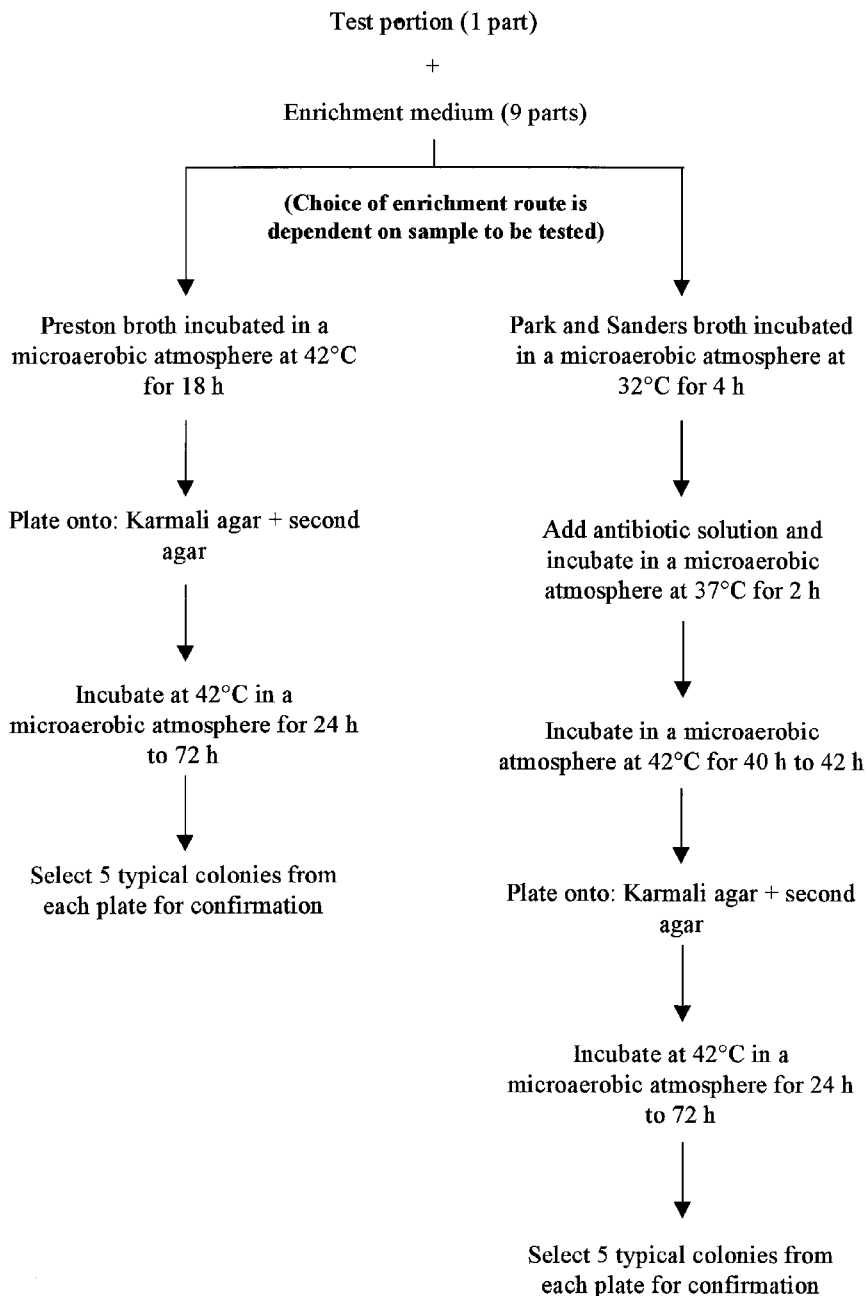 Test portion (1 part)
+
Enrichment medium (9 parts)
(Choice of enrichment route is
dependent on sample to be tested)
Preston broth incubated in a
microaerobic atmosphere at 42°C
for 18 h
Plate onto: Karmali agar + second
agar
Incubate at 42°C in a
microaerobic atmosphere for 24 h
to 72 h
Select 5 typical colonies from
each plate for confirmation
Park and Sanders broth incubated
in a microaerobic atmosphere at
32°C for 4 h
Add antibiotic solution and
incubate in a microaerobic
atmosphere at 37°C for 2 h
Incubate in a microaerobic
atmosphere at 42°C for 40 h to 42 h
Plate onto: Karmali agar + second
agar
Incubate at 42°C in a
microaerobic atmosphere for 24 h
to 72 h
Select 5 typical colonies from
each plate for confirmation